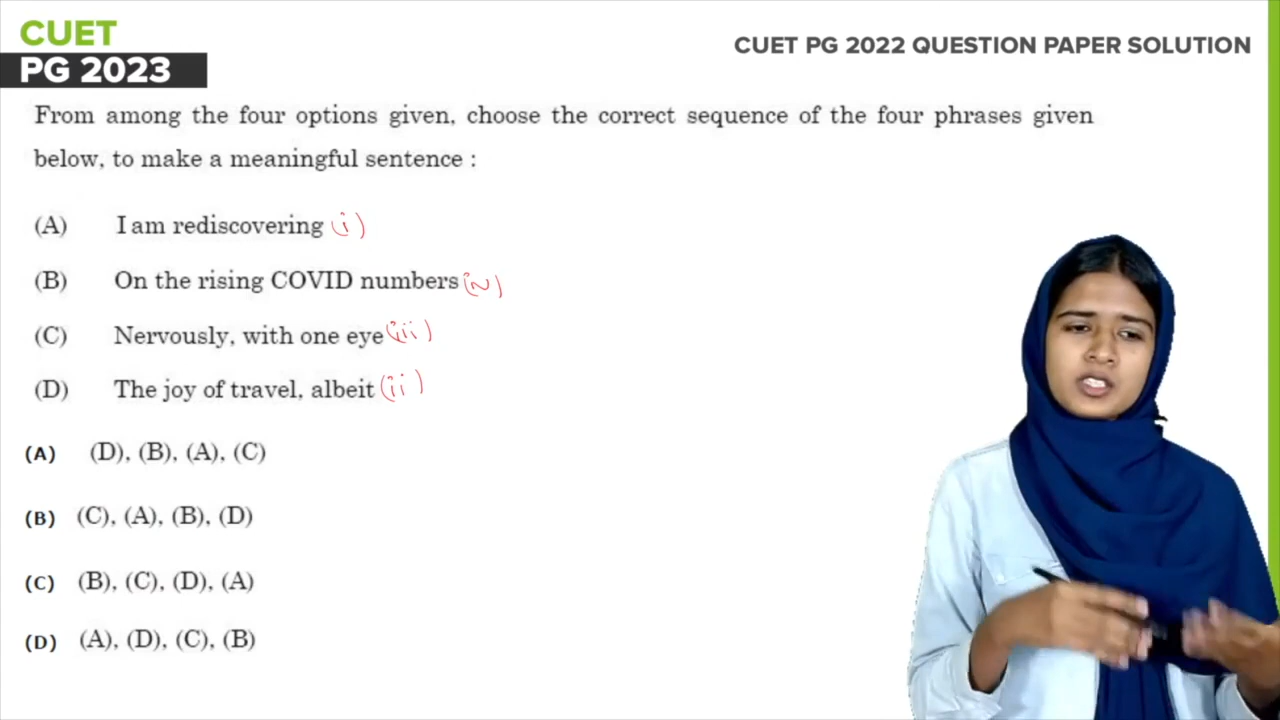 CUET
PG 2023
CUET PG 2022 QUESTION PAPER SOLUTION
From among the four options given, choose the correct sequence of the four phrases given
below, to make a meaningful sentence :
(A) I am rediscovering (i)
(B) On the rising COVID numbers (iv)
(C) Nervously, with one eye (iii)
(D) The joy of travel, albeit (ii)
(A) (D), (B), (A), (C)
(B) (C), (A), (B), (D)
(C) (B), (C), (D), (A)
(D) (A), (D), (C), (B)